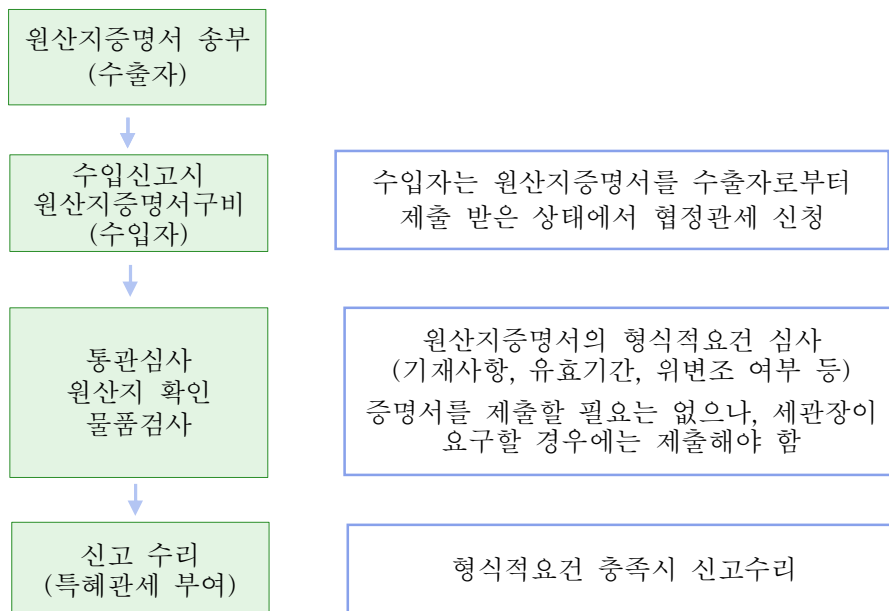 원산지증명서 송부
(수출자)
수입신고시
원산지증명서구비
(수입자)
수입자는 원산지증명서를 수출자로부터
제출 받은 상태에서 협정관세 신청
통관심사
원산지 확인
물품검사
원산지증명서의 형식적요건 심사
(기재사항, 유효기간, 위변조 여부 등)
증명서를 제출할 필요는 없으나, 세관장이
요구할 경우에는 제출해야 함
신고 수리
(특혜관세 부여)
형식적요건 충족시 신고수리